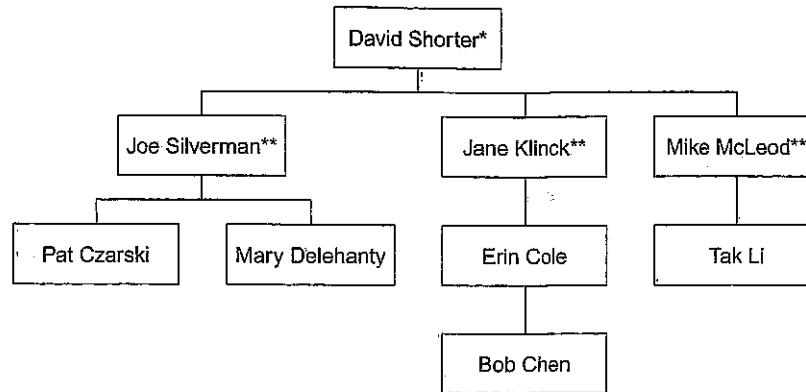 David Shorter*
Joe Silverman**
Jane Klinck**
Mike McLeod**
Pat Czarski
Mary Delehanty
Erin Cole
Tak Li
Bob Chen